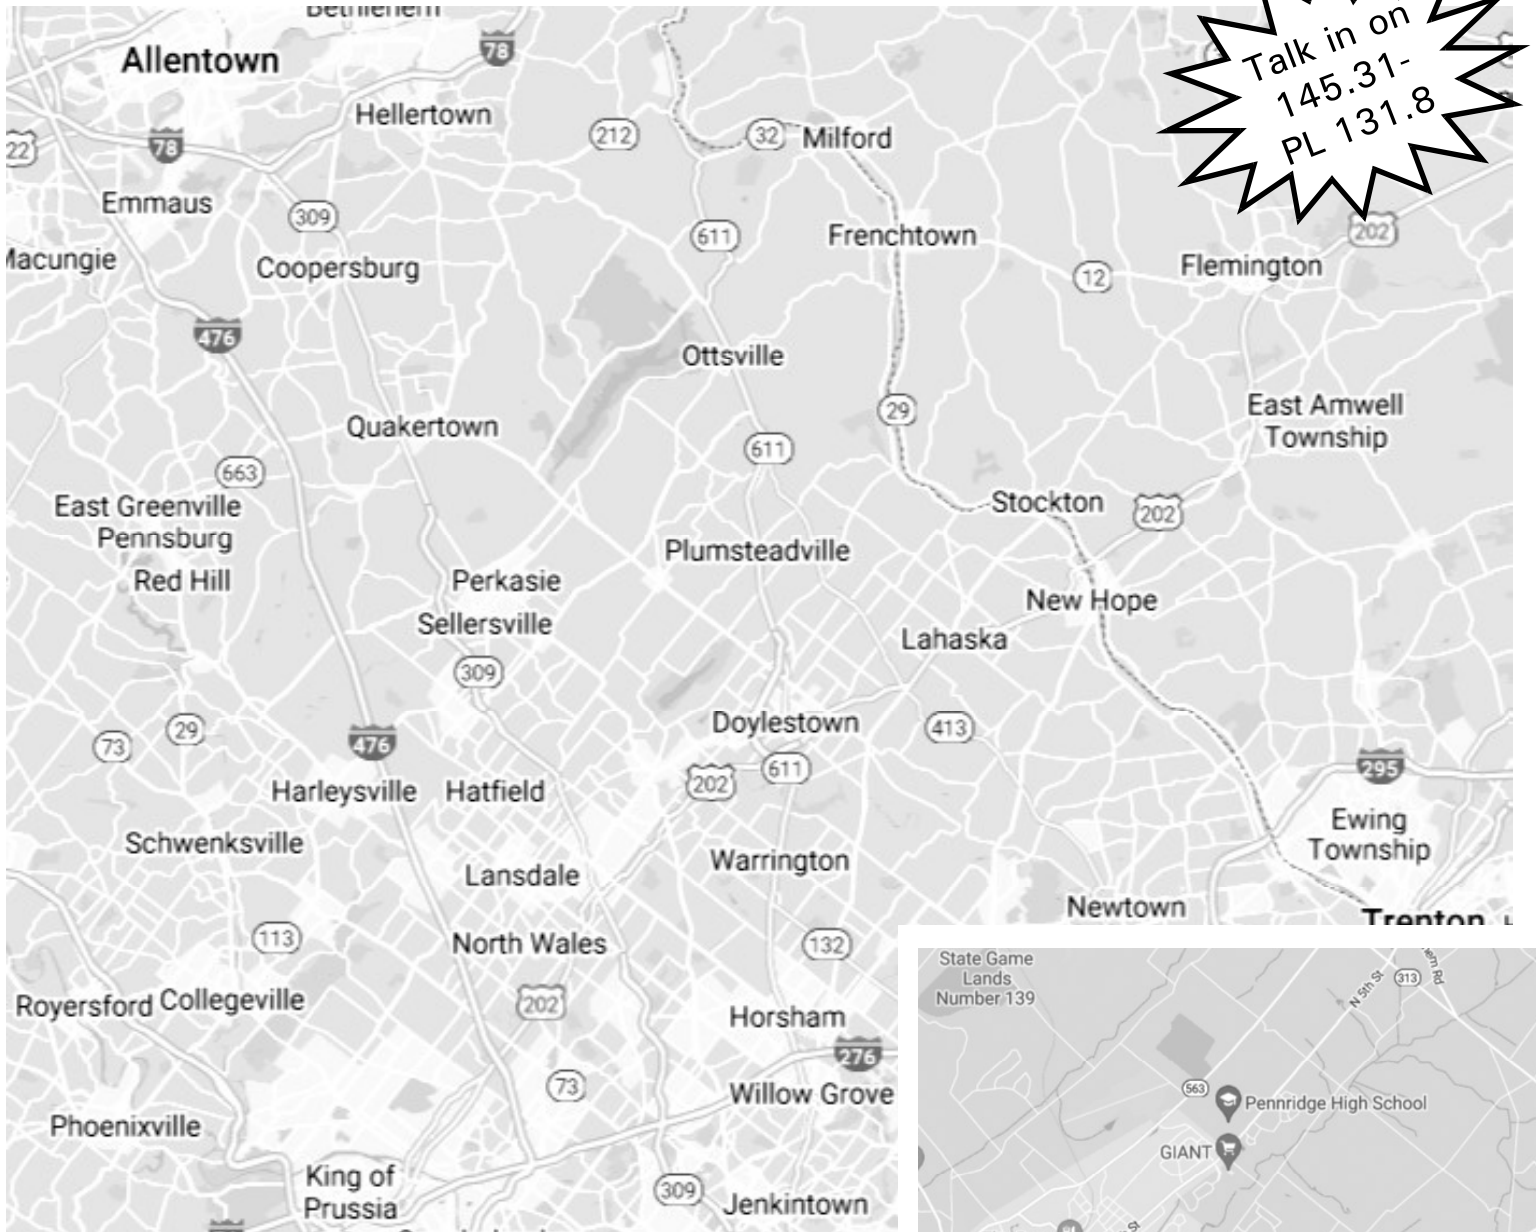 Bethlehem
Allentown
78
Talk in on
145.31-
PL 131.8
Hellertown
212
32
Milford
22
78
Emmaus
309
611
Frenchtown
202
Macungie
Coopersburg
12
Flemington
476
Ottsville
29
East Amwell
Township
Quakertown
611
663
East Greenville
Pennsburg
Stockton
202
Plumsteadville
Red Hill
Perkasie
New Hope
Sellersville
Lahaska
309
Doylestown
413
73
29
476
202
611
295
Harleysville
Hatfield
Ewing
Township
Schwenksville
Warrington
Lansdale
Newtown
Trenton
113
North Wales
132
Royersford
Collegeville
202
Horsham
276
73
Willow Grove
Phoenixville
King of
Prussia
309
Jenkintown
State Game
Lands
Number 139
N 5th St
313
563
Pennridge High School
GIANT